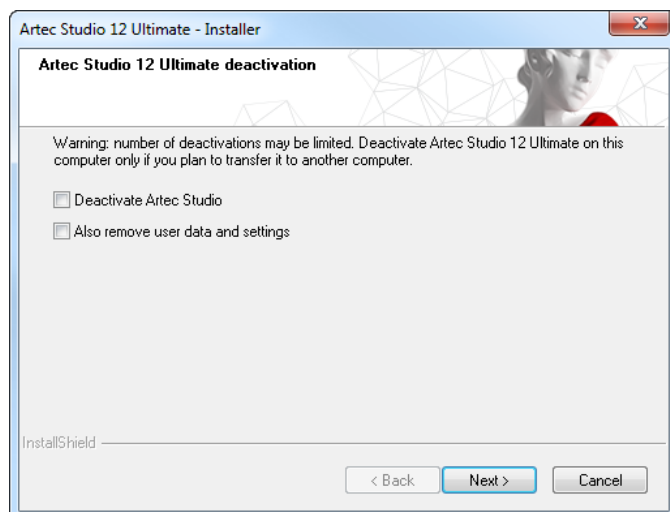 Artec Studio 12 Ultimate - Installer
Artec Studio 12 Ultimate deactivation
Warning: number of deactivations may be limited. Deactivate Artec Studio 12 Ultimate on this
computer only if you plan to transfer it to another computer.
Deactivate Artec Studio
Also remove user data and settings
InstallShield
< Back
Next >
Cancel